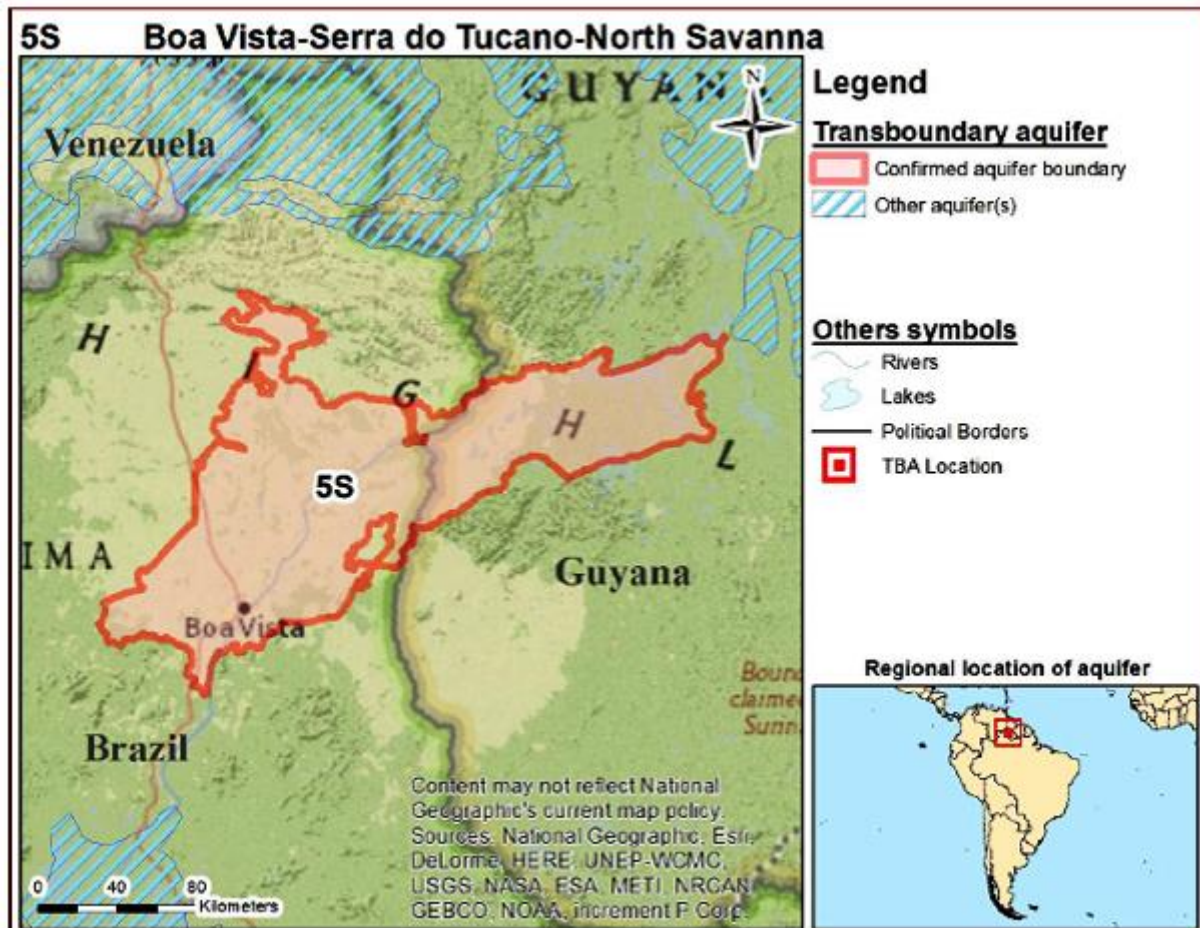 5S Boa Vista-Serra do Tucano-North Savanna
GUYAN
N
Venezuela
H
I
G
H
L
5S
IMA
Guyana
Boa Vista
Brazil
Boun
claime
Surin
Content may not reflect National
Geographic's current map policy.
Sources: National Geographic, Esri,
DeLorme, HERE, UNEP-WCMC,
USGS, NASA, ESA, METI, NRCAN,
GEBCO, NOAA, increment P Corp.
0 40 80
Kilometers
Legend
Transboundary aquifer
Confirmed aquifer boundary
Other aquifer(s)
Others symbols
Rivers
Lakes
Political Borders
TBA Location
Regional location of aquifer